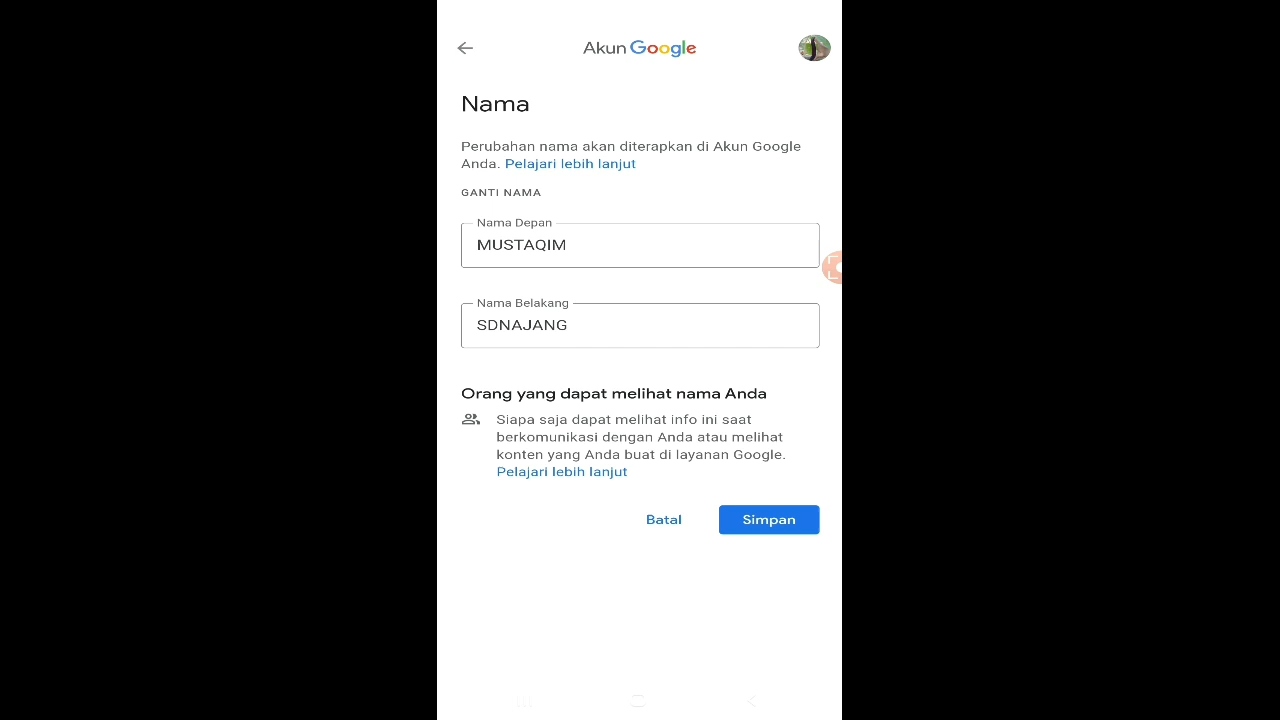 Akun Google
Nama
Perubahan nama akan diterapkan di Akun Google
Anda. Pelajari lebih lanjut
GANTI NAMA
Nama Depan
MUSTAQIM
Nama Belakang
SDNAJANG
Orang yang dapat melihat nama Anda
Siapa saja dapat melihat info ini saat
berkomunikasi dengan Anda atau melihat
konten yang Anda buat di layanan Google.
Pelajari lebih lanjut
Batal
Simpan